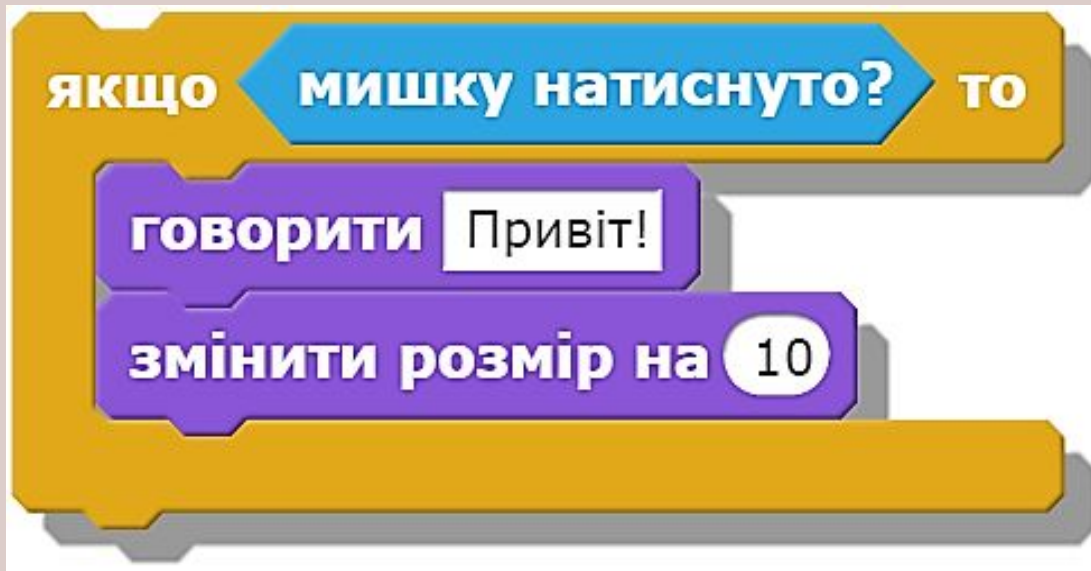 якщо мишку натиснуто? то
говорити Привіт!
змінити розмір на 10